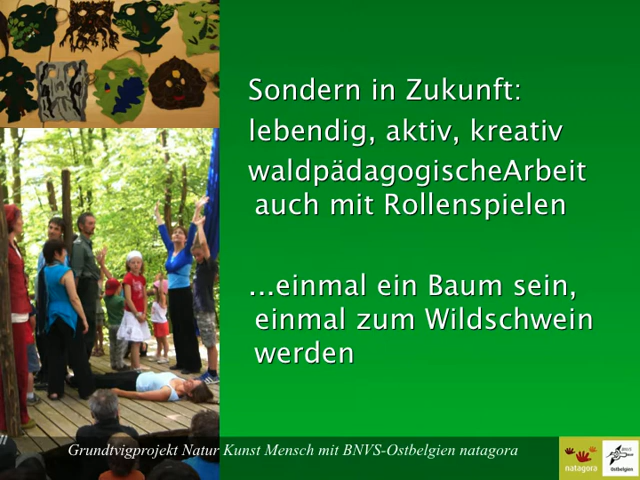 Sondern in Zukunft:
lebendig, aktiv, kreativ
waldpädagogischeArbeit
auch mit Rollenspielen
...einmal ein Baum sein,
einmal zum Wildschwein
werden
Grundtvigprojekt Natur Kunst Mensch mit BNVS-Ostbelgien natagora
natagora
BNVS
Ostbelgien